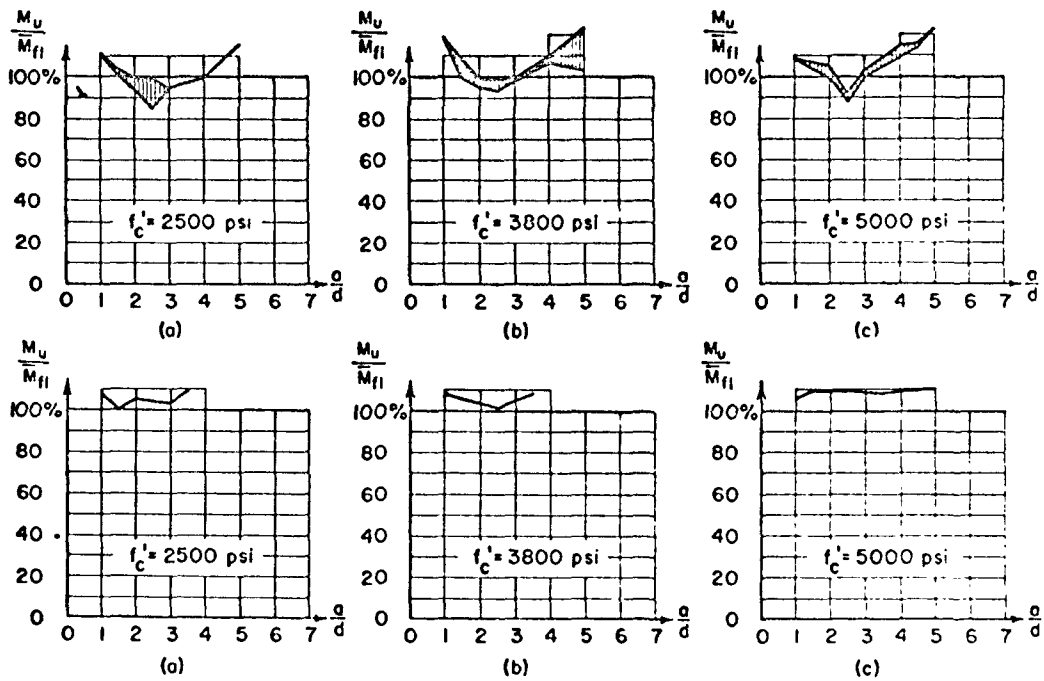 Mu/M̄fl Mu/M̄fl Mu/M̄fl
100% 100% 100%
80 80 80
60 60 60
40 40 40
f'c = 2500 psi f'c = 3800 psi f'c = 5000 psi
20 20 20
0 0 0
0 1 2 3 4 5 6 7 a/d 0 1 2 3 4 5 6 7 a/d 0 1 2 3 4 5 6 7 a/d
(a) (b) (c)
Mu/M̄fl Mu/M̄fl Mu/M̄fl
100% 100% 100%
80 80 80
60 60 60
40 40 40
f'c = 2500 psi f'c = 3800 psi f'c = 5000 psi
20 20 20
0 0 0
0 1 2 3 4 5 6 7 a/d 0 1 2 3 4 5 6 7 a/d 0 1 2 3 4 5 6 7 a/d
(a) (b) (c)